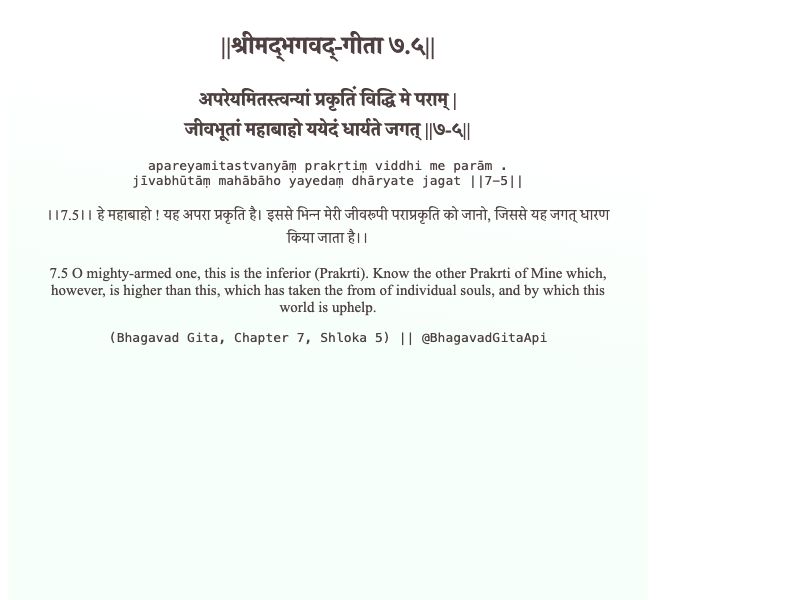 ||श्रीमद्‍भगवद्‍-गीता ७.५||
अपरेयमितस्त्वन्यां प्रकृतिं विद्धि मे पराम् |
जीवभूतां महाबाहो ययेदं धार्यते जगत् ||७-५||
apareyamitastvanyāṃ prakṛtiṃ viddhi me parām .
jīvabhūtāṃ mahābāho yayedaṃ dhāryate jagat ||7-5||
।।7.5।। हे महाबाहो ! यह अपरा प्रकृति है। इससे भिन्न मेरी जीवरूपी पराप्रकृति को जानो, जिससे यह जगत् धारण
किया जाता है।।
7.5 O mighty-armed one, this is the inferior (Prakrti). Know the other Prakrti of Mine which,
however, is higher than this, which has taken the from of individual souls, and by which this
world is uphelp.
(Bhagavad Gita, Chapter 7, Shloka 5) || @BhagavadGitaApi